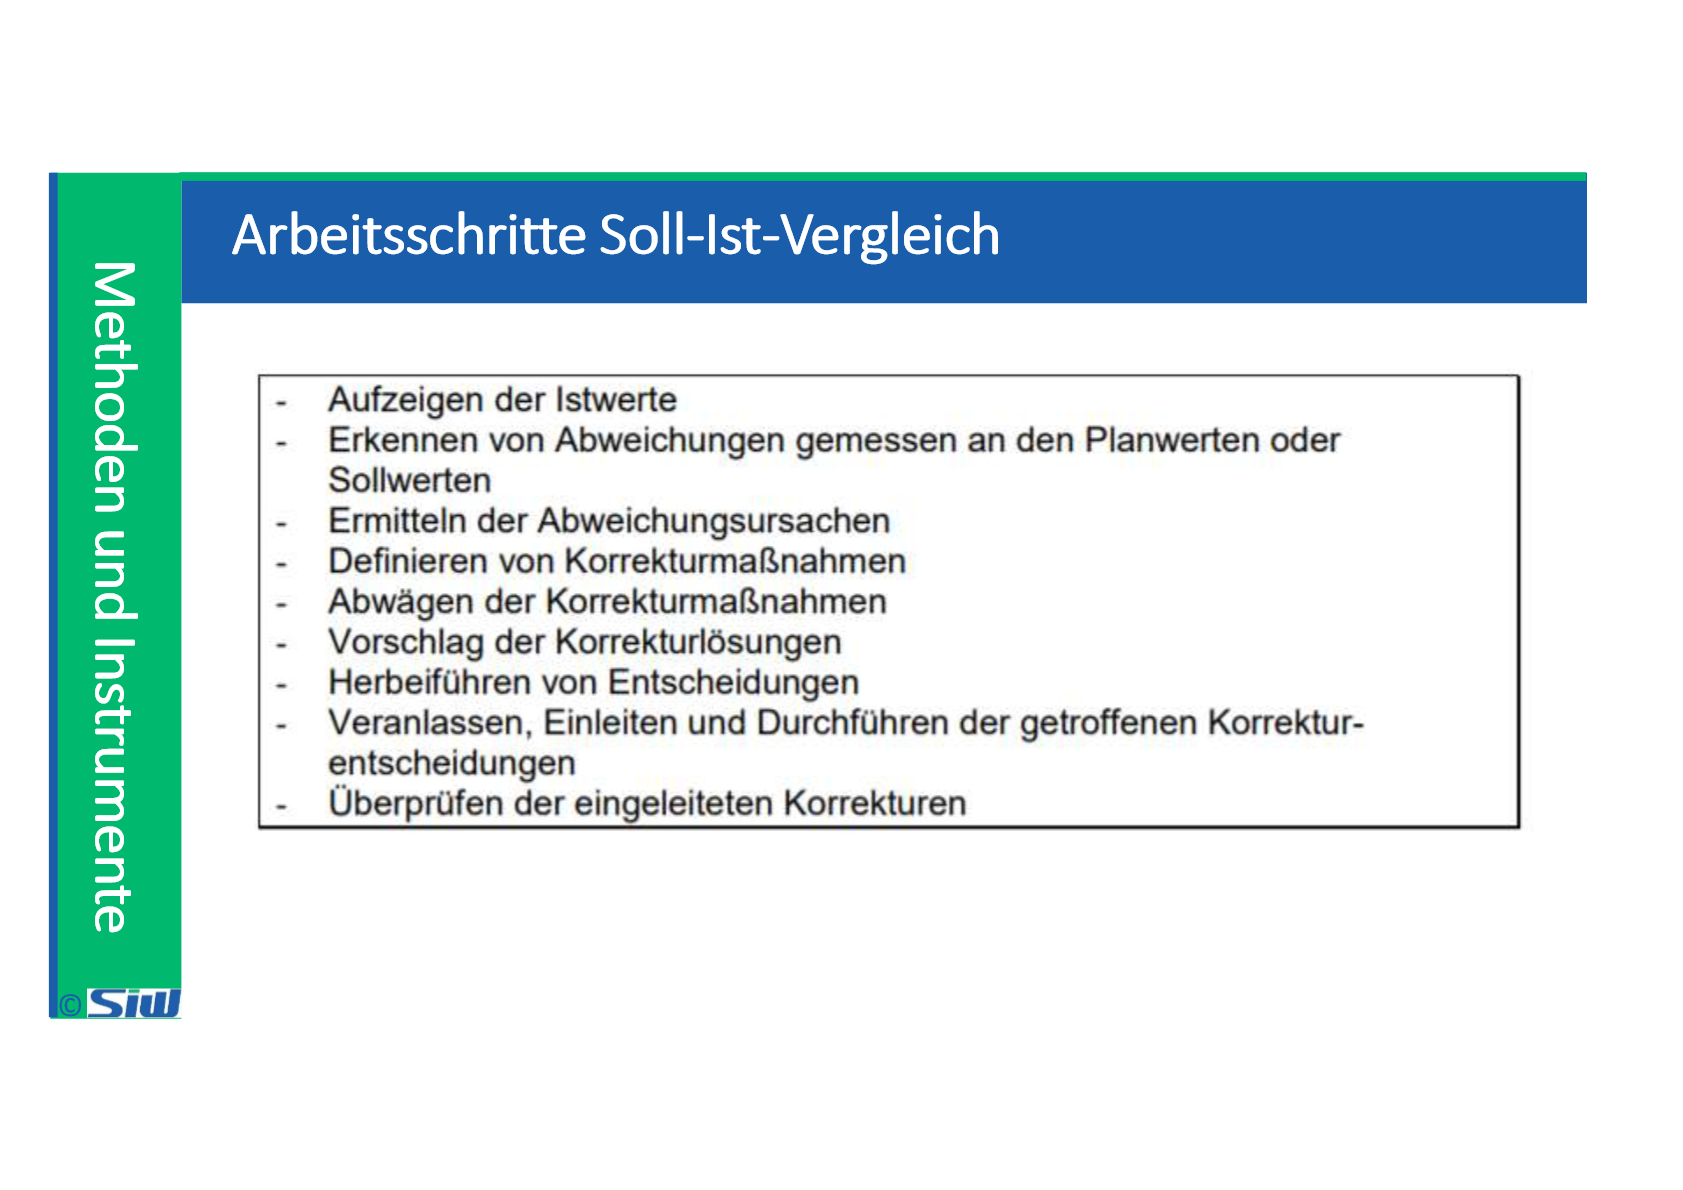 Arbeitsschritte Soll-Ist-Vergleich
Methoden und Instrumente
- Aufzeigen der Istwerte
- Erkennen von Abweichungen gemessen an den Planwerten oder
Sollwerten
- Ermitteln der Abweichungsursachen
- Definieren von Korrekturmaßnahmen
- Abwägen der Korrekturmaßnahmen
- Vorschlag der Korrekturlösungen
- Herbeiführen von Entscheidungen
- Veranlassen, Einleiten und Durchführen der getroffenen Korrektur-
entscheidungen
- Überprüfen der eingeleiteten Korrekturen
© SiW